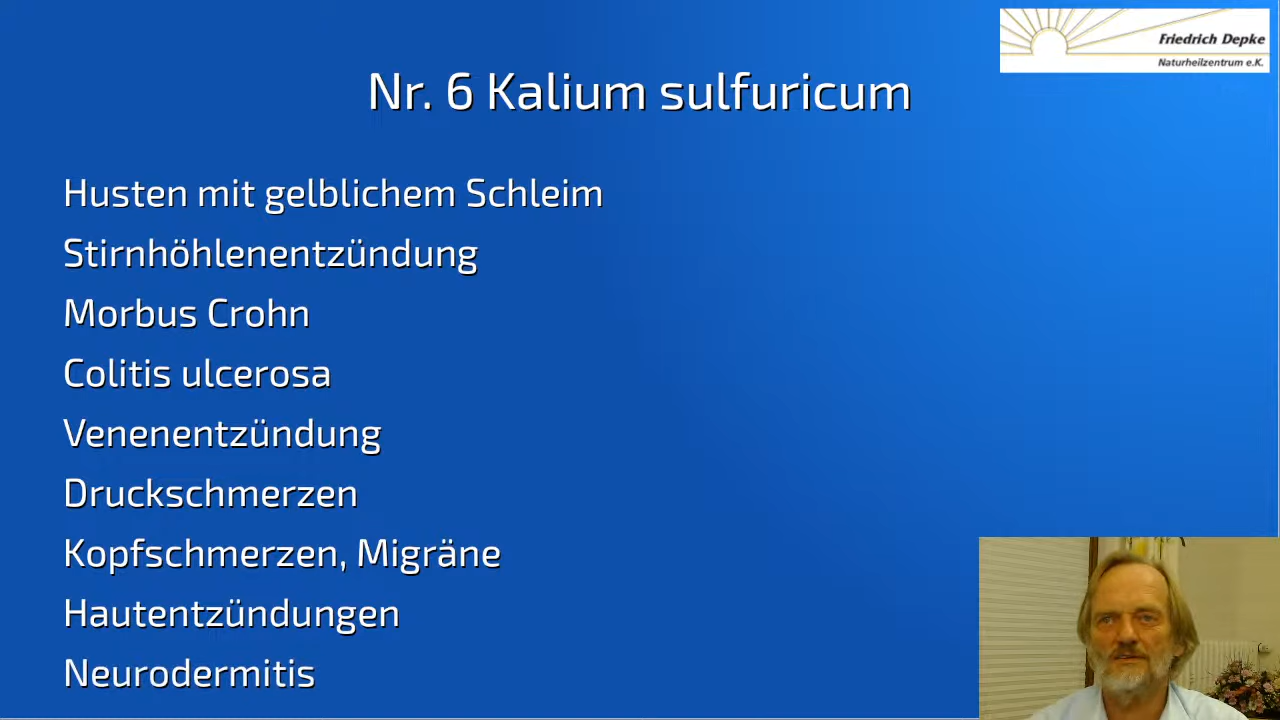 Friedrich Depke
Naturheilzentrum e.K.
Nr. 6 Kalium sulfuricum
Husten mit gelblichem Schleim
Stirnhöhlenentzündung
Morbus Crohn
Colitis ulcerosa
Venenentzündung
Druckschmerzen
Kopfschmerzen, Migräne
Hautentzündungen
Neurodermitis